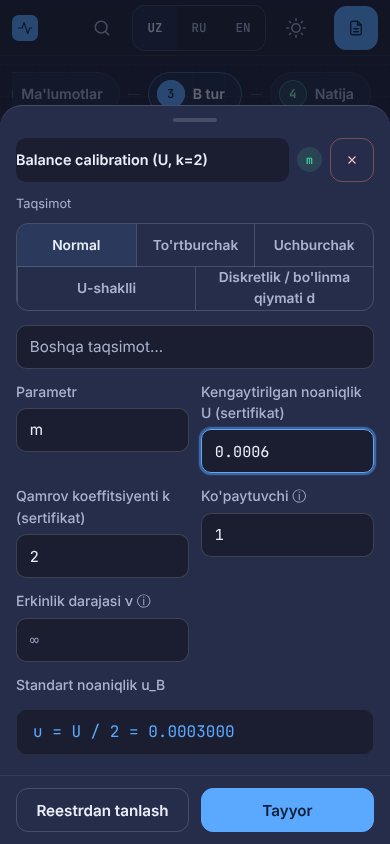 UZ RU EN
Ma'lumotlar 3 B tur 4 Natija
Balance calibration (U, k=2) m ×
Taqsimot
Normal To'rtburchak Uchburchak
U-shaklli Diskretlik / bo'linma
qiymati d
Boshqa taqsimot...
Parametr
m
Kengaytirilgan noaniqlik
U (sertifikat)
0.0006
Qamrov koeffitsiyenti k
(sertifikat)
2
Ko'paytuvchi ⓘ
1
Erkinlik darajasi ν ⓘ
∞
Standart noaniqlik u_B
u = U / 2 = 0.0003000
Reestrdan tanlash Tayyor